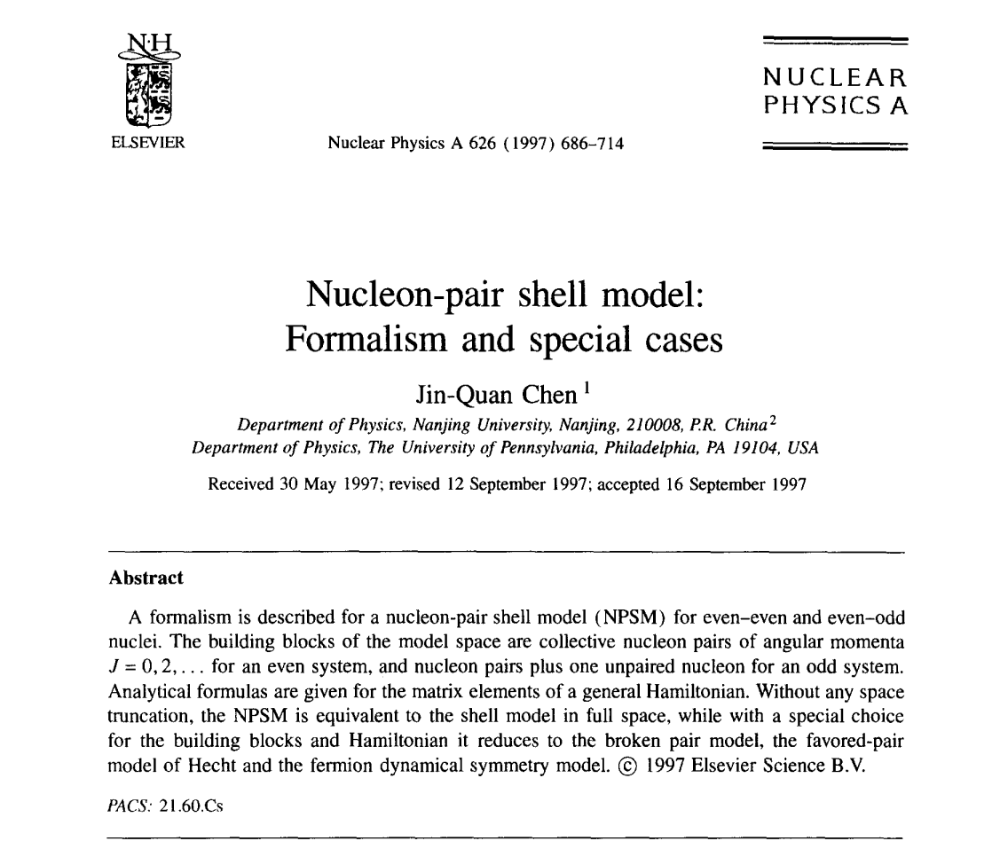 N·H
ELSEVIER
Nuclear Physics A 626 (1997) 686–714
NUCLEAR
PHYSICS A
Nucleon-pair shell model:
Formalism and special cases
Jin-Quan Chen 1
Department of Physics, Nanjing University, Nanjing, 210008, P.R. China 2
Department of Physics, The University of Pennsylvania, Philadelphia, PA 19104, USA
Received 30 May 1997; revised 12 September 1997; accepted 16 September 1997
Abstract
A formalism is described for a nucleon-pair shell model (NPSM) for even–even and even–odd
nuclei. The building blocks of the model space are collective nucleon pairs of angular momenta
J = 0, 2, . . . for an even system, and nucleon pairs plus one unpaired nucleon for an odd system.
Analytical formulas are given for the matrix elements of a general Hamiltonian. Without any space
truncation, the NPSM is equivalent to the shell model in full space, while with a special choice
for the building blocks and Hamiltonian it reduces to the broken pair model, the favored-pair
model of Hecht and the fermion dynamical symmetry model. © 1997 Elsevier Science B.V.
PACS: 21.60.Cs